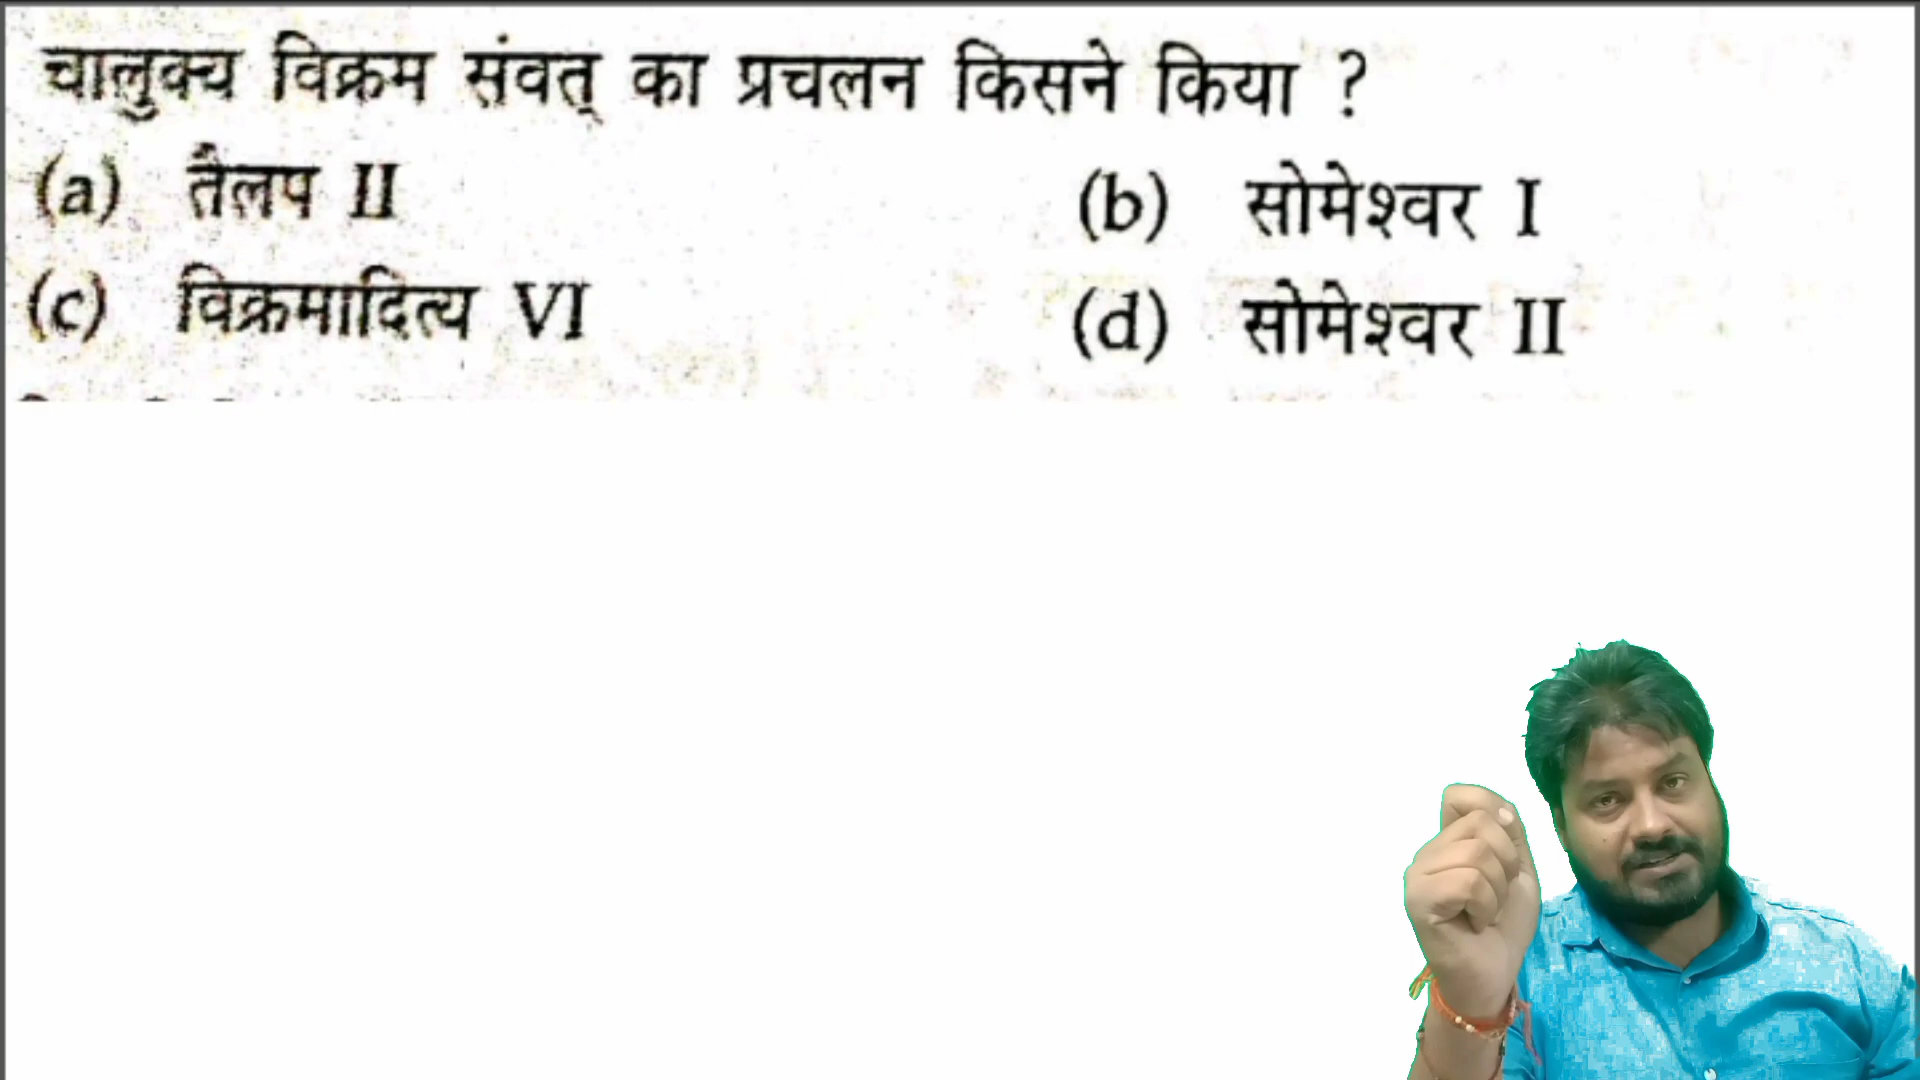 चालुक्य विक्रम संवत् का प्रचलन किसने किया ?
(a) तैलप II (b) सोमेश्वर I
(c) विक्रमादित्य VI (d) सोमेश्वर II